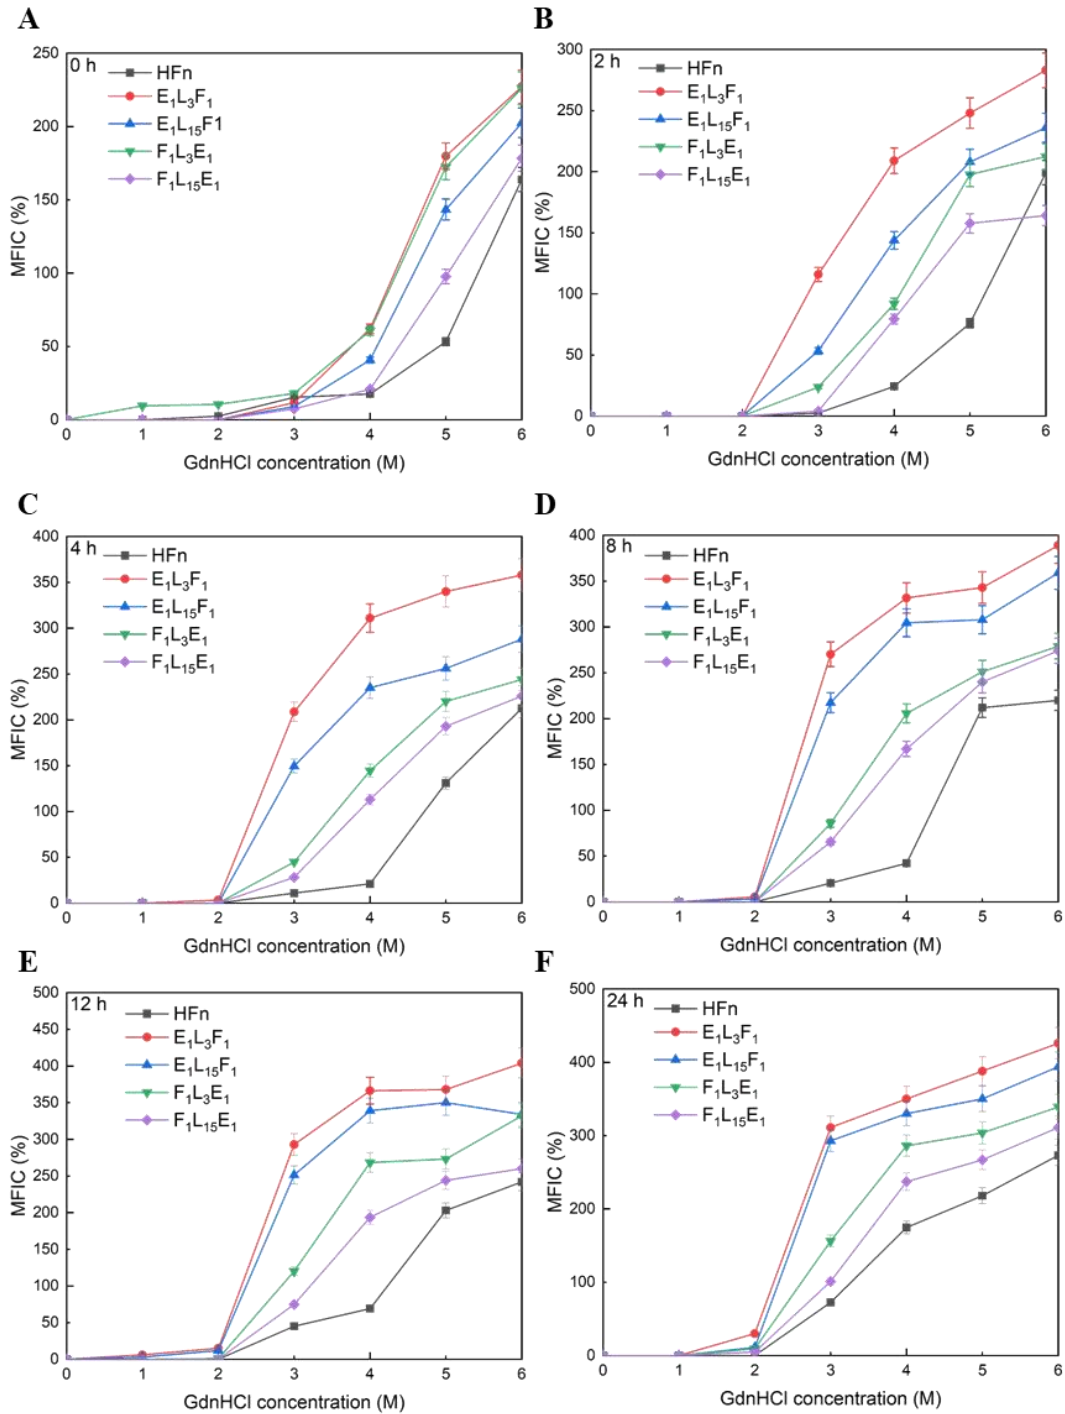 A
0 h
HFn
E₁L₃F₁
E₁L₁₅F1
F₁L₃E₁
F₁L₁₅E₁
250
200
150
100
50
0
MFIC (%)
0 1 2 3 4 5 6
GdnHCl concentration (M)
B
2 h
HFn
E₁L₃F₁
E₁L₁₅F₁
F₁L₃E₁
F₁L₁₅E₁
300
250
200
150
100
50
0
MFIC (%)
0 1 2 3 4 5 6
GdnHCl concentration (M)
C
4 h
HFn
E₁L₃F₁
E₁L₁₅F₁
F₁L₃E₁
F₁L₁₅E₁
400
350
300
250
200
150
100
50
0
MFIC (%)
0 1 2 3 4 5 6
GdnHCl concentration (M)
D
8 h
HFn
E₁L₃F₁
E₁L₁₅F₁
F₁L₃E₁
F₁L₁₅E₁
400
350
300
250
200
150
100
50
0
MFIC (%)
0 1 2 3 4 5 6
GdnHCl concentration (M)
E
12 h
HFn
E₁L₃F₁
E₁L₁₅F₁
F₁L₃E₁
F₁L₁₅E₁
500
450
400
350
300
250
200
150
100
50
0
MFIC (%)
0 1 2 3 4 5 6
GdnHCl concentration (M)
F
24 h
HFn
E₁L₃F₁
E₁L₁₅F₁
F₁L₃E₁
F₁L₁₅E₁
500
400
300
200
100
0
MFIC (%)
0 1 2 3 4 5 6
GdnHCl concentration (M)